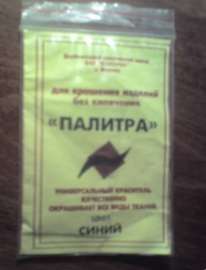 для крашения изделий
без кипячения
«ПАЛИТРА»
УНИВЕРСАЛЬНЫЙ КРАСИТЕЛЬ
КАЧЕСТВЕННО
ОКРАШИВАЕТ ВСЕ ВИДЫ ТКАНИ
ЦВЕТ
СИНИЙ